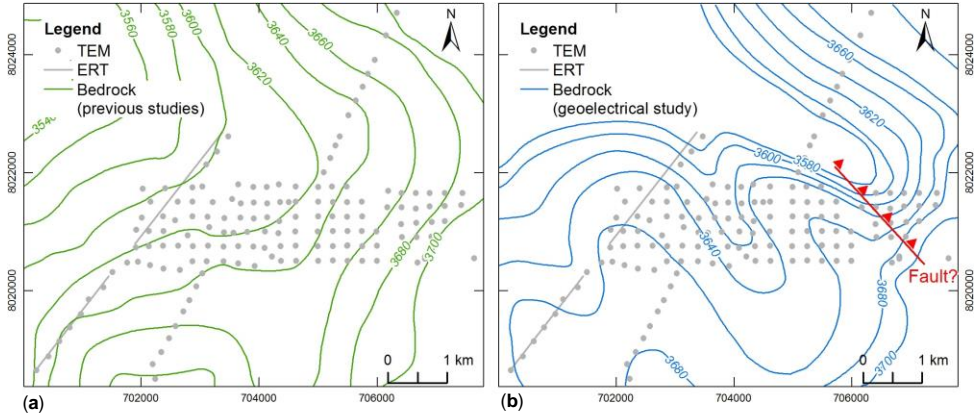 Legend
TEM
ERT
Bedrock
(previous studies)
3560
3580
3600
3640
3660
3620
3680
3700
N
0 1 km
702000
704000
706000
(a)
Legend
TEM
ERT
Bedrock
(geoelectrical study)
3660
3620
3600
3580
3640
3680
3700
3680
Fault?
N
0 1 km
8024000
8022000
8020000
702000
704000
706000
(b)
8024000
8022000
8020000